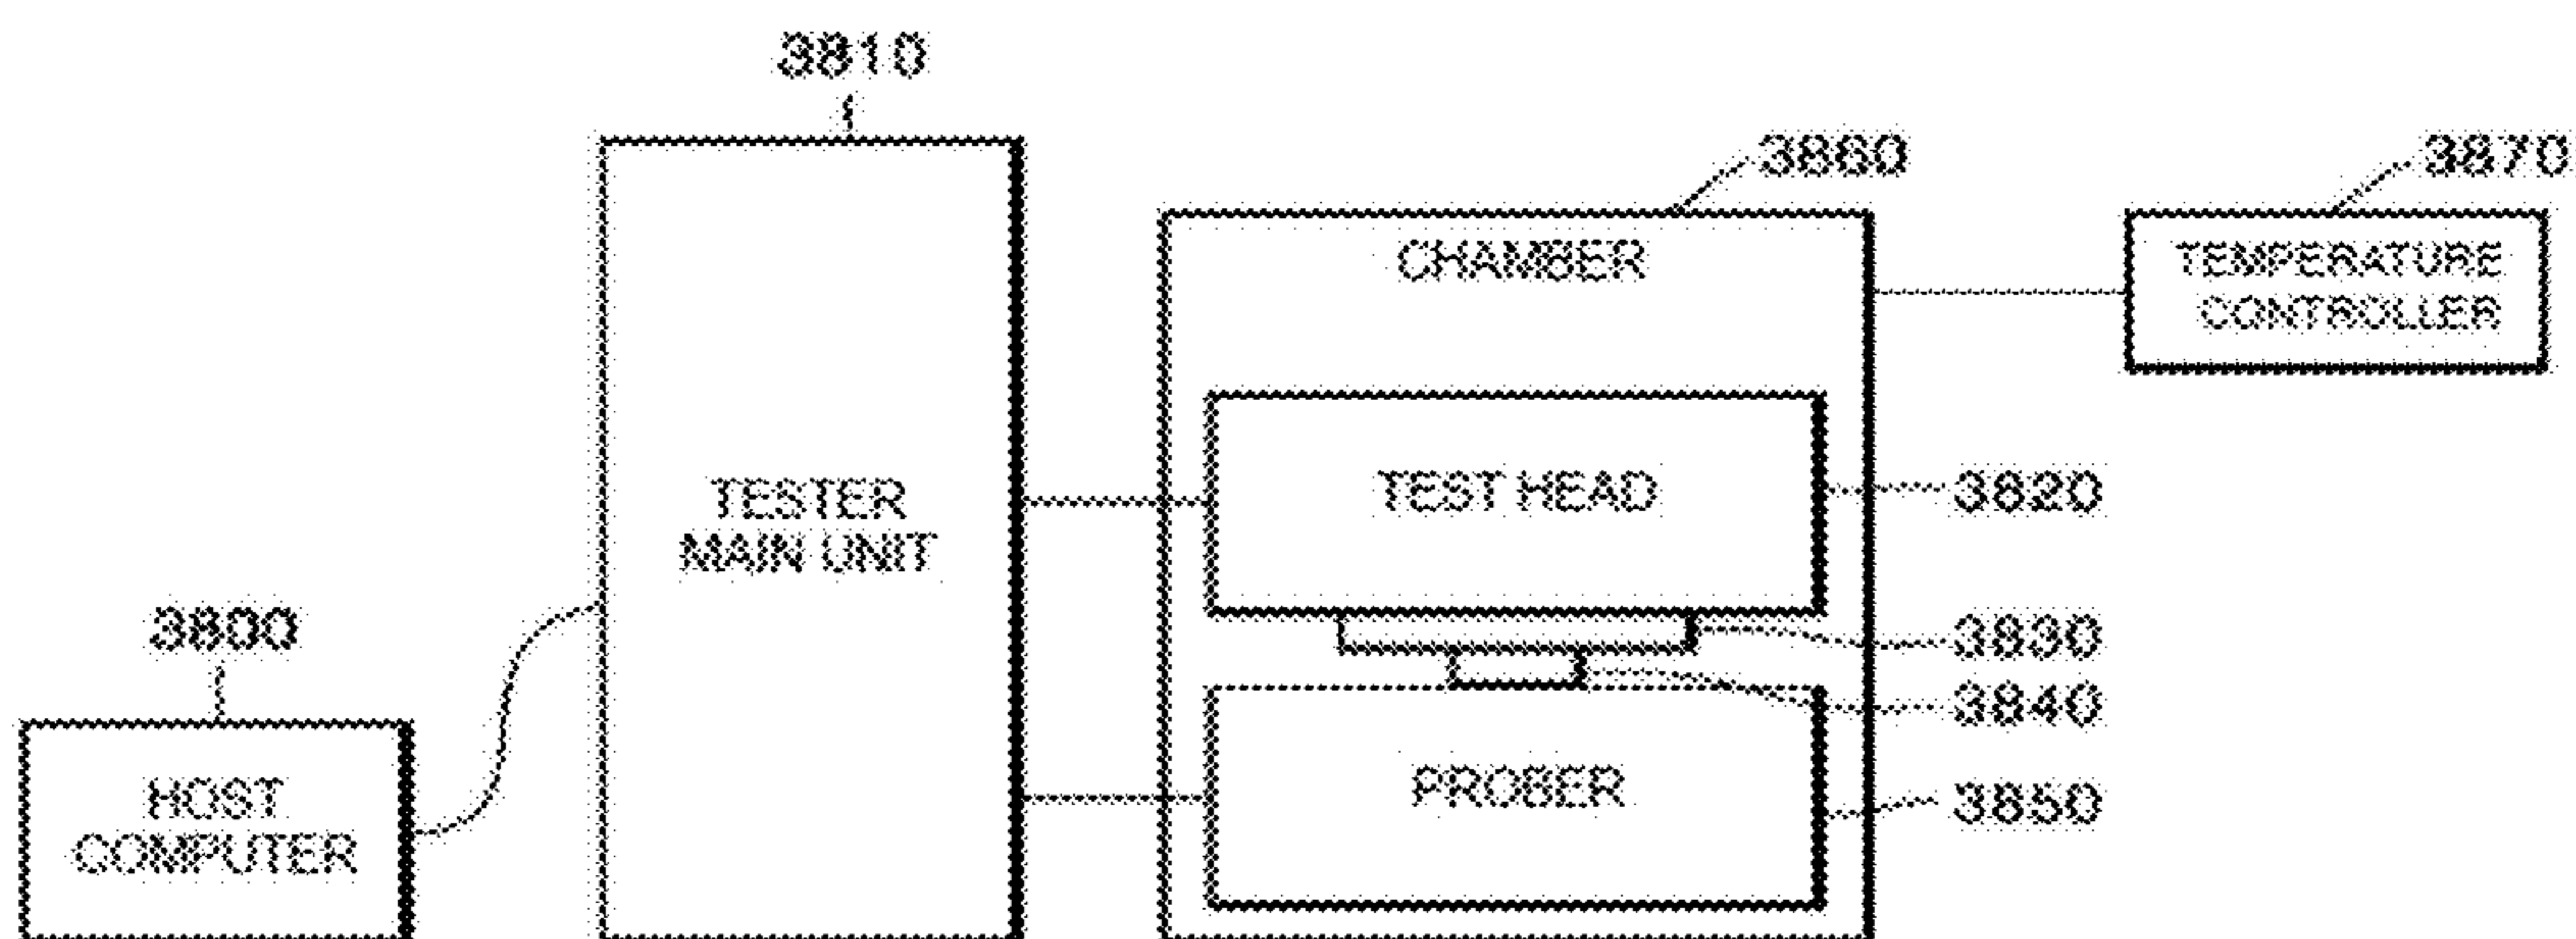 3810
3860
3870
CHAMBER
TEMPERATURE
CONTROLLER
TESTER
MAIN UNIT
TEST HEAD
3820
3800
3830
3840
HOST
COMPUTER
PROBER
3850